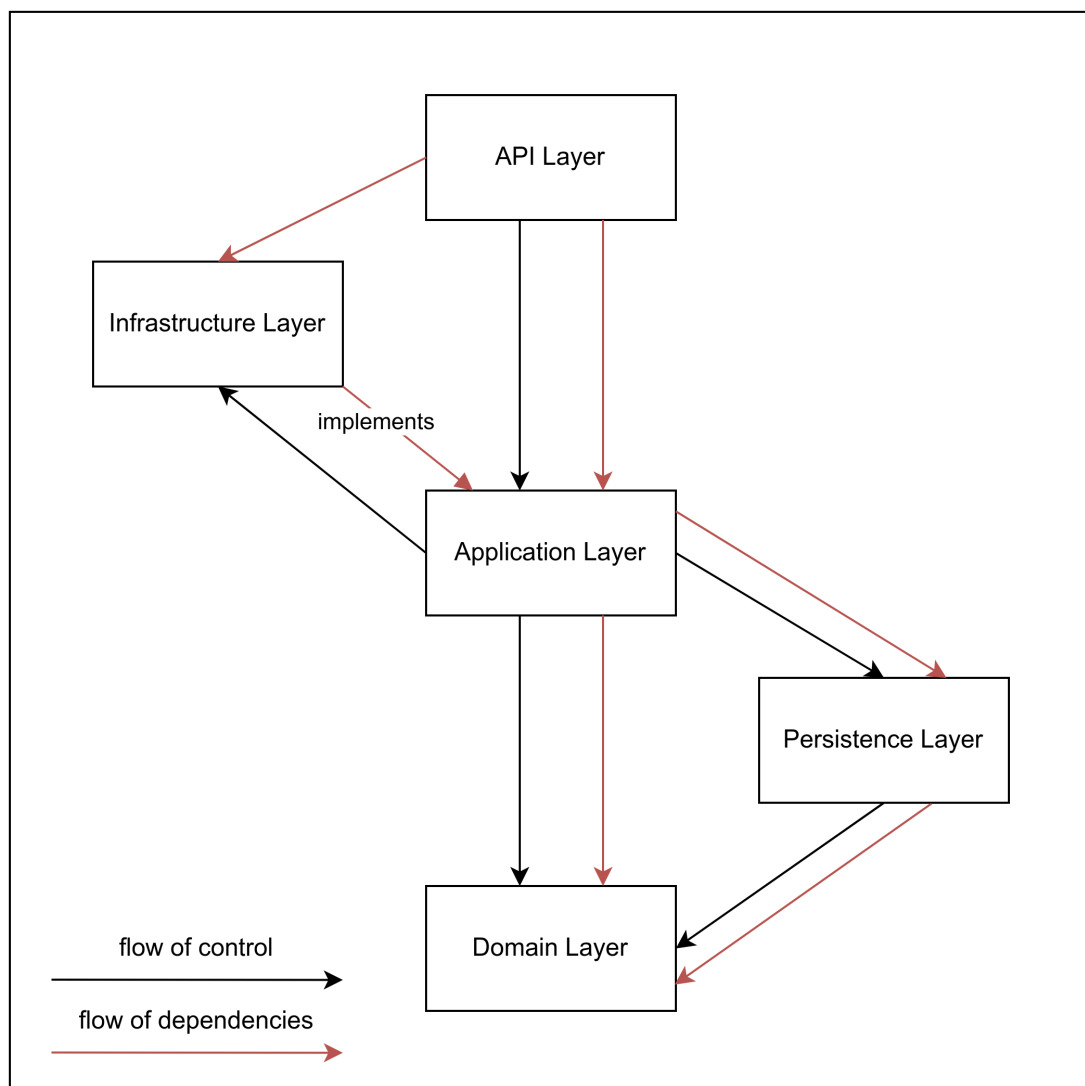 API Layer
Infrastructure Layer
implements
Application Layer
Persistence Layer
Domain Layer
flow of control
flow of dependencies